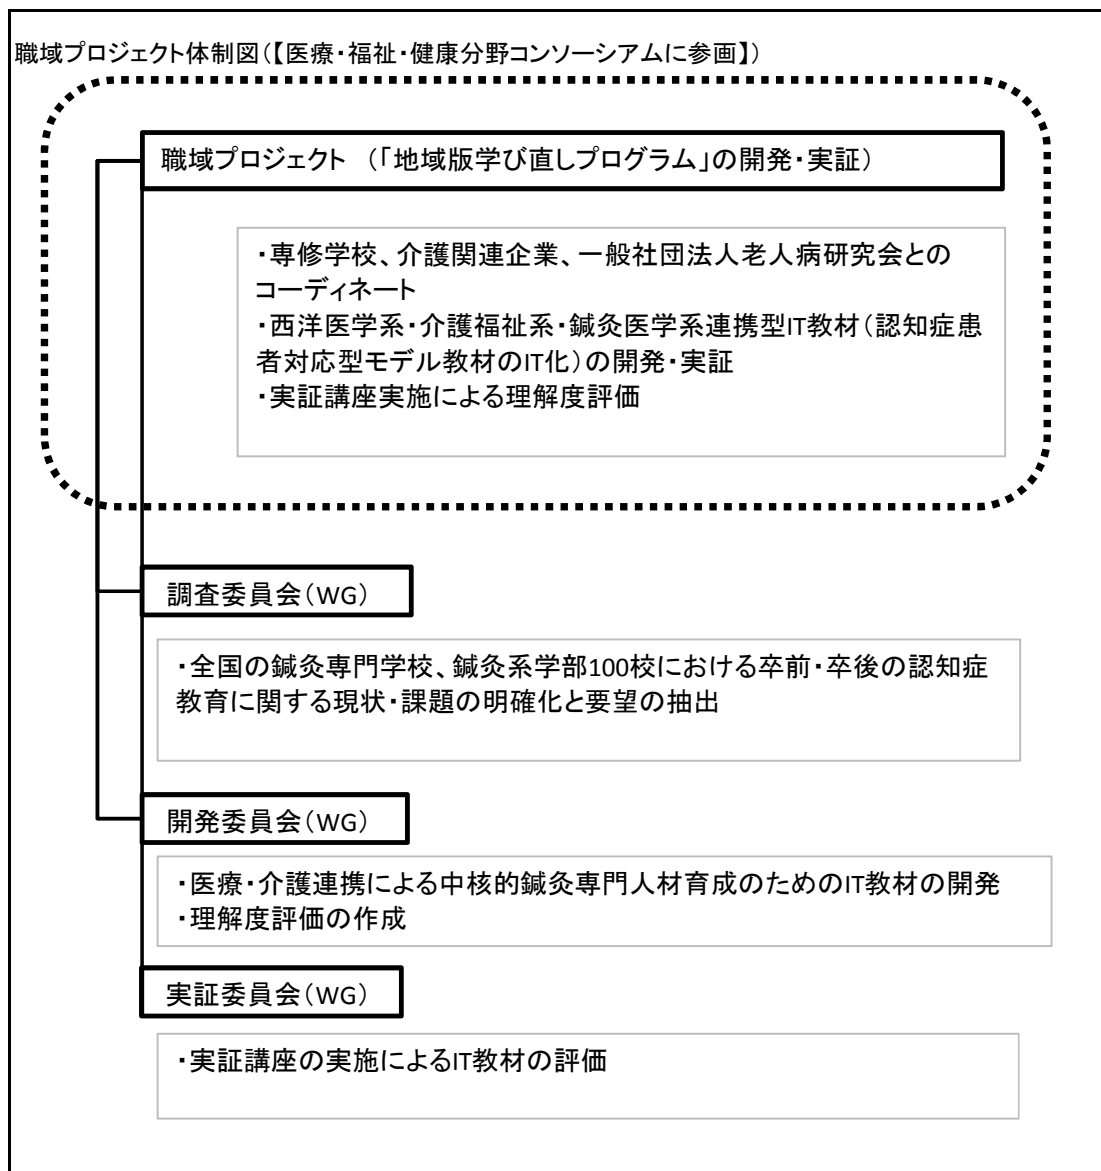 職域プロジェクト体制図(【医療・福祉・健康分野コンソーシアムに参画】)
職域プロジェクト （「地域版学び直しプログラム」の開発・実証）
・専修学校、介護関連企業、一般社団法人老人病研究会との
コーディネート
・西洋医学系・介護福祉系・鍼灸医学系連携型IT教材（認知症患
者対応型モデル教材のIT化）の開発・実証
・実証講座実施による理解度評価
調査委員会（WG）
・全国の鍼灸専門学校、鍼灸系学部100校における卒前・卒後の認知症
教育に関する現状・課題の明確化と要望の抽出
開発委員会（WG）
・医療・介護連携による中核的鍼灸専門人材育成のためのIT教材の開発
・理解度評価の作成
実証委員会（WG）
・実証講座の実施によるIT教材の評価